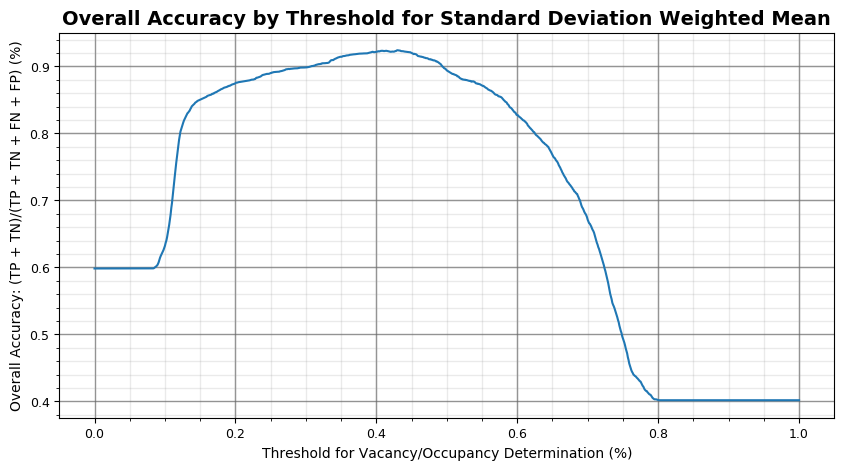 Overall Accuracy by Threshold for Standard Deviation Weighted Mean
Overall Accuracy: (TP + TN)/(TP + TN + FN + FP) (%)
0.9
0.8
0.7
0.6
0.5
0.4
0.0 0.2 0.4 0.6 0.8 1.0
Threshold for Vacancy/Occupancy Determination (%)